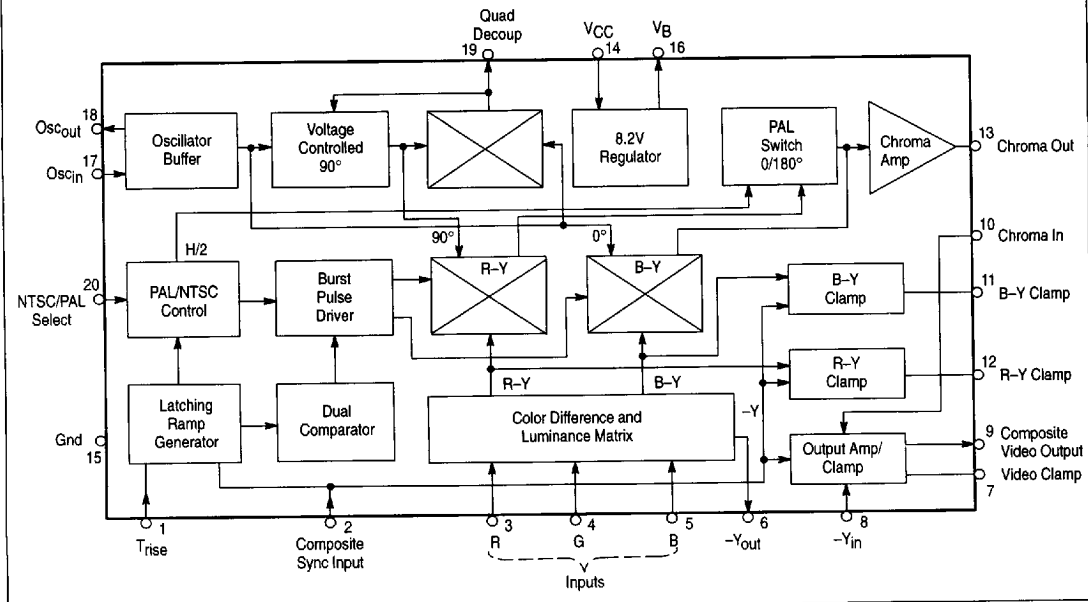 Quad
Decoup
19
VCC
14
VB
16
18
Oscout
17
Oscin
Oscillator
Buffer
Voltage
Controlled
90°
8.2V
Regulator
PAL
Switch
0/180°
Chroma
Amp
13
Chroma Out
10
Chroma In
H/2
90°
0°
20
NTSC/PAL
Select
PAL/NTSC
Control
Burst
Pulse
Driver
R–Y
B–Y
B–Y
Clamp
11
B–Y Clamp
R–Y
Clamp
12
R–Y Clamp
R–Y
B–Y
–Y
Gnd
15
Latching
Ramp
Generator
Dual
Comparator
Color Difference and
Luminance Matrix
Output Amp/
Clamp
9
Composite
Video Output
Video Clamp
7
1
Trise
2
Composite
Sync Input
3
R
4
G
5
B
6
–Yout
8
–Yin
Inputs